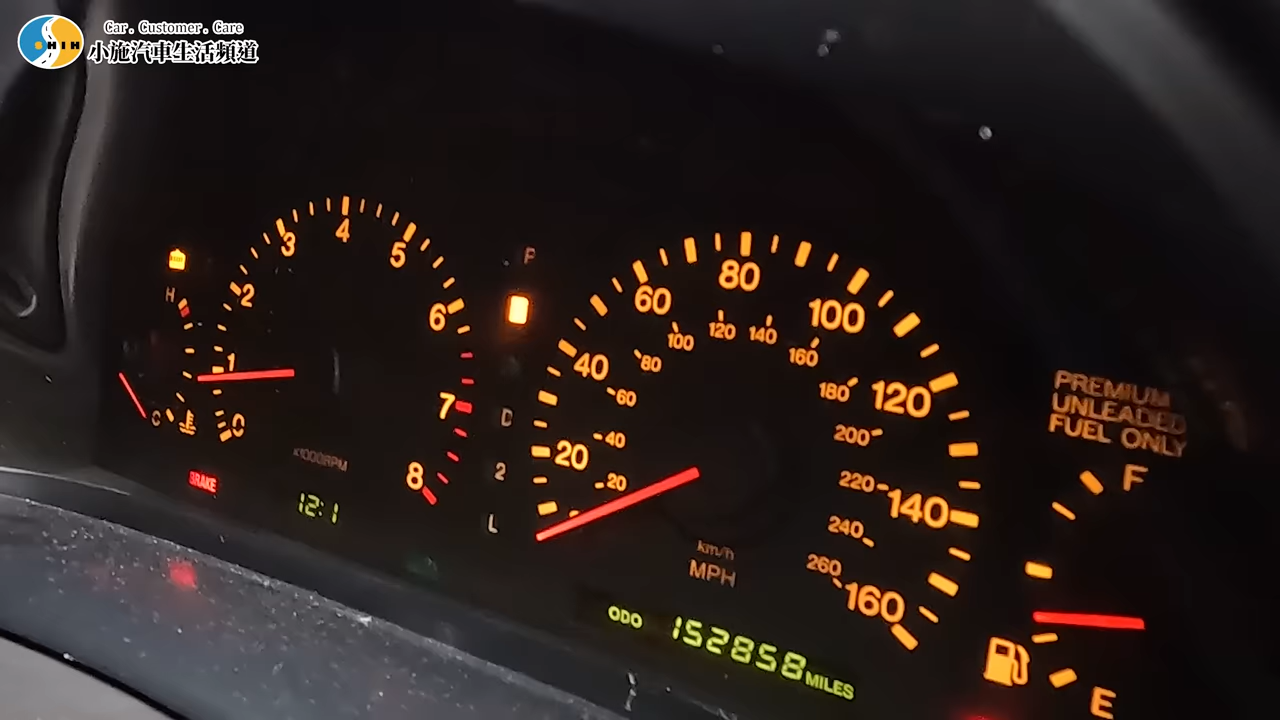 Car. Customer. Care
SHIH
小施汽車生活頻道
H
C
0
1
2
3
4
5
6
7
8
x1000RPM
BRAKE
12:1
P
D
2
L
20
40
60
80
100
120
140
160
20
40
60
80
100
120
140
160
180
200
220
240
260
km/h
MPH
ODO 152858 MILES
PREMIUM
UNLEADED
FUEL ONLY
F
E